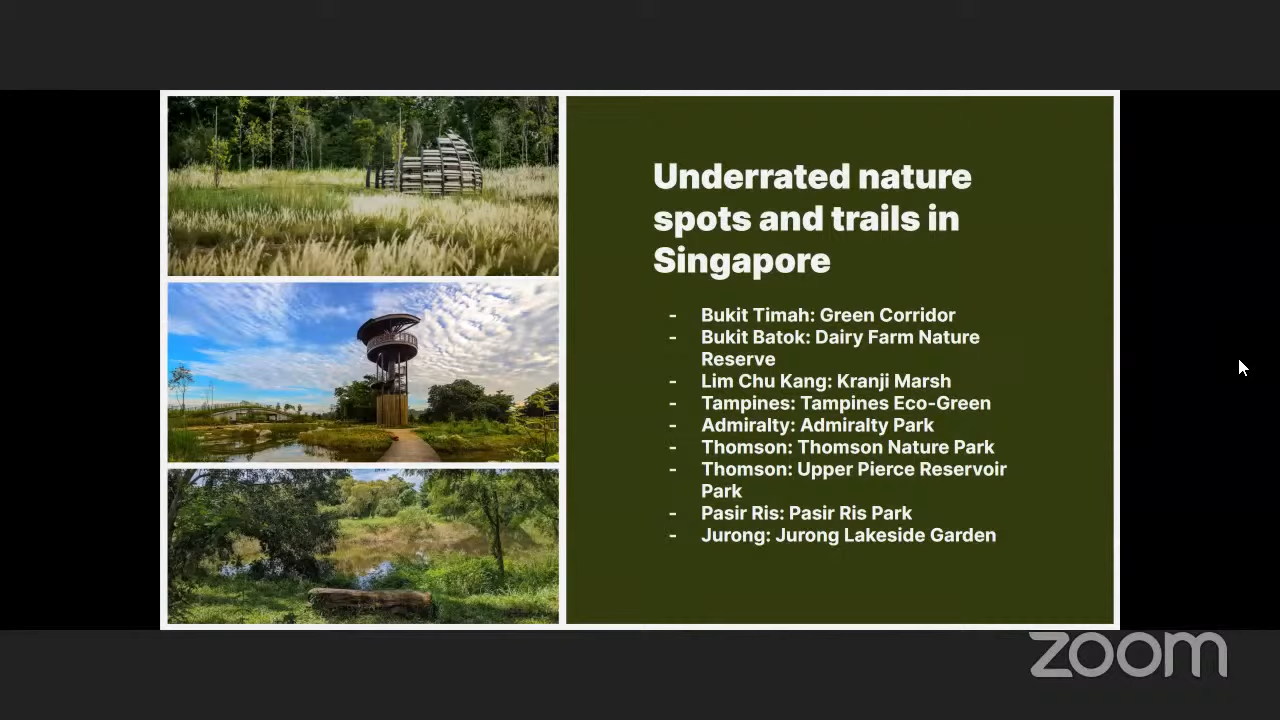 Underrated nature
spots and trails in
Singapore
- Bukit Timah: Green Corridor
- Bukit Batok: Dairy Farm Nature
Reserve
- Lim Chu Kang: Kranji Marsh
- Tampines: Tampines Eco-Green
- Admiralty: Admiralty Park
- Thomson: Thomson Nature Park
- Thomson: Upper Pierce Reservoir
Park
- Pasir Ris: Pasir Ris Park
- Jurong: Jurong Lakeside Garden
zoom